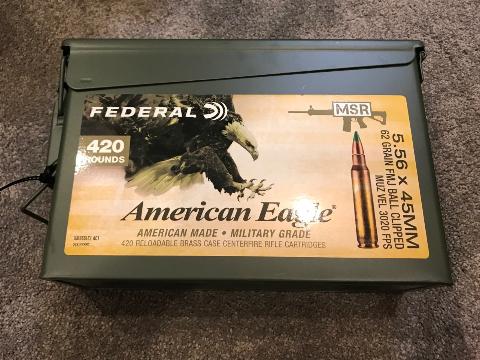 FEDERAL
420
ROUNDS
MSR
5.56 x 45MM
62 GRAIN FMJ BALL CLIPPED
MUZ VEL 3020 FPS
American Eagle
AMERICAN MADE • MILITARY GRADE
420 RELOADABLE BRASS CASE CENTERFIRE RIFLE CARTRIDGES